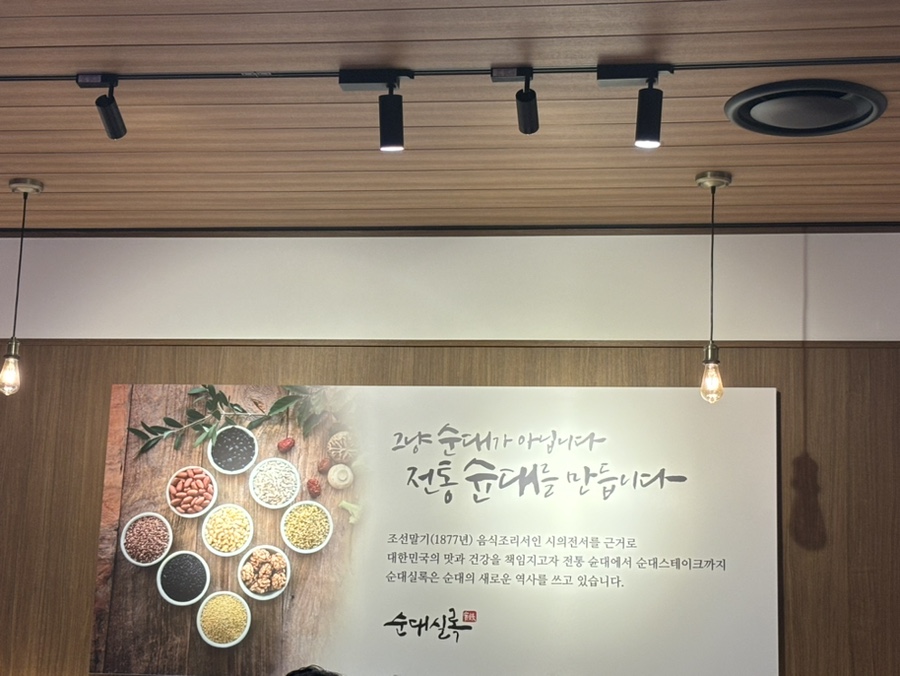 그냥 순대가 아닙니다
전통 순대를 만듭니다
조선말기(1877년) 음식조리서인 시의전서를 근거로
대한민국의 맛과 건강을 책임지고자 전통 순대에서 순대스테이크까지
순대실록은 순대의 새로운 역사를 쓰고 있습니다.
순대실록